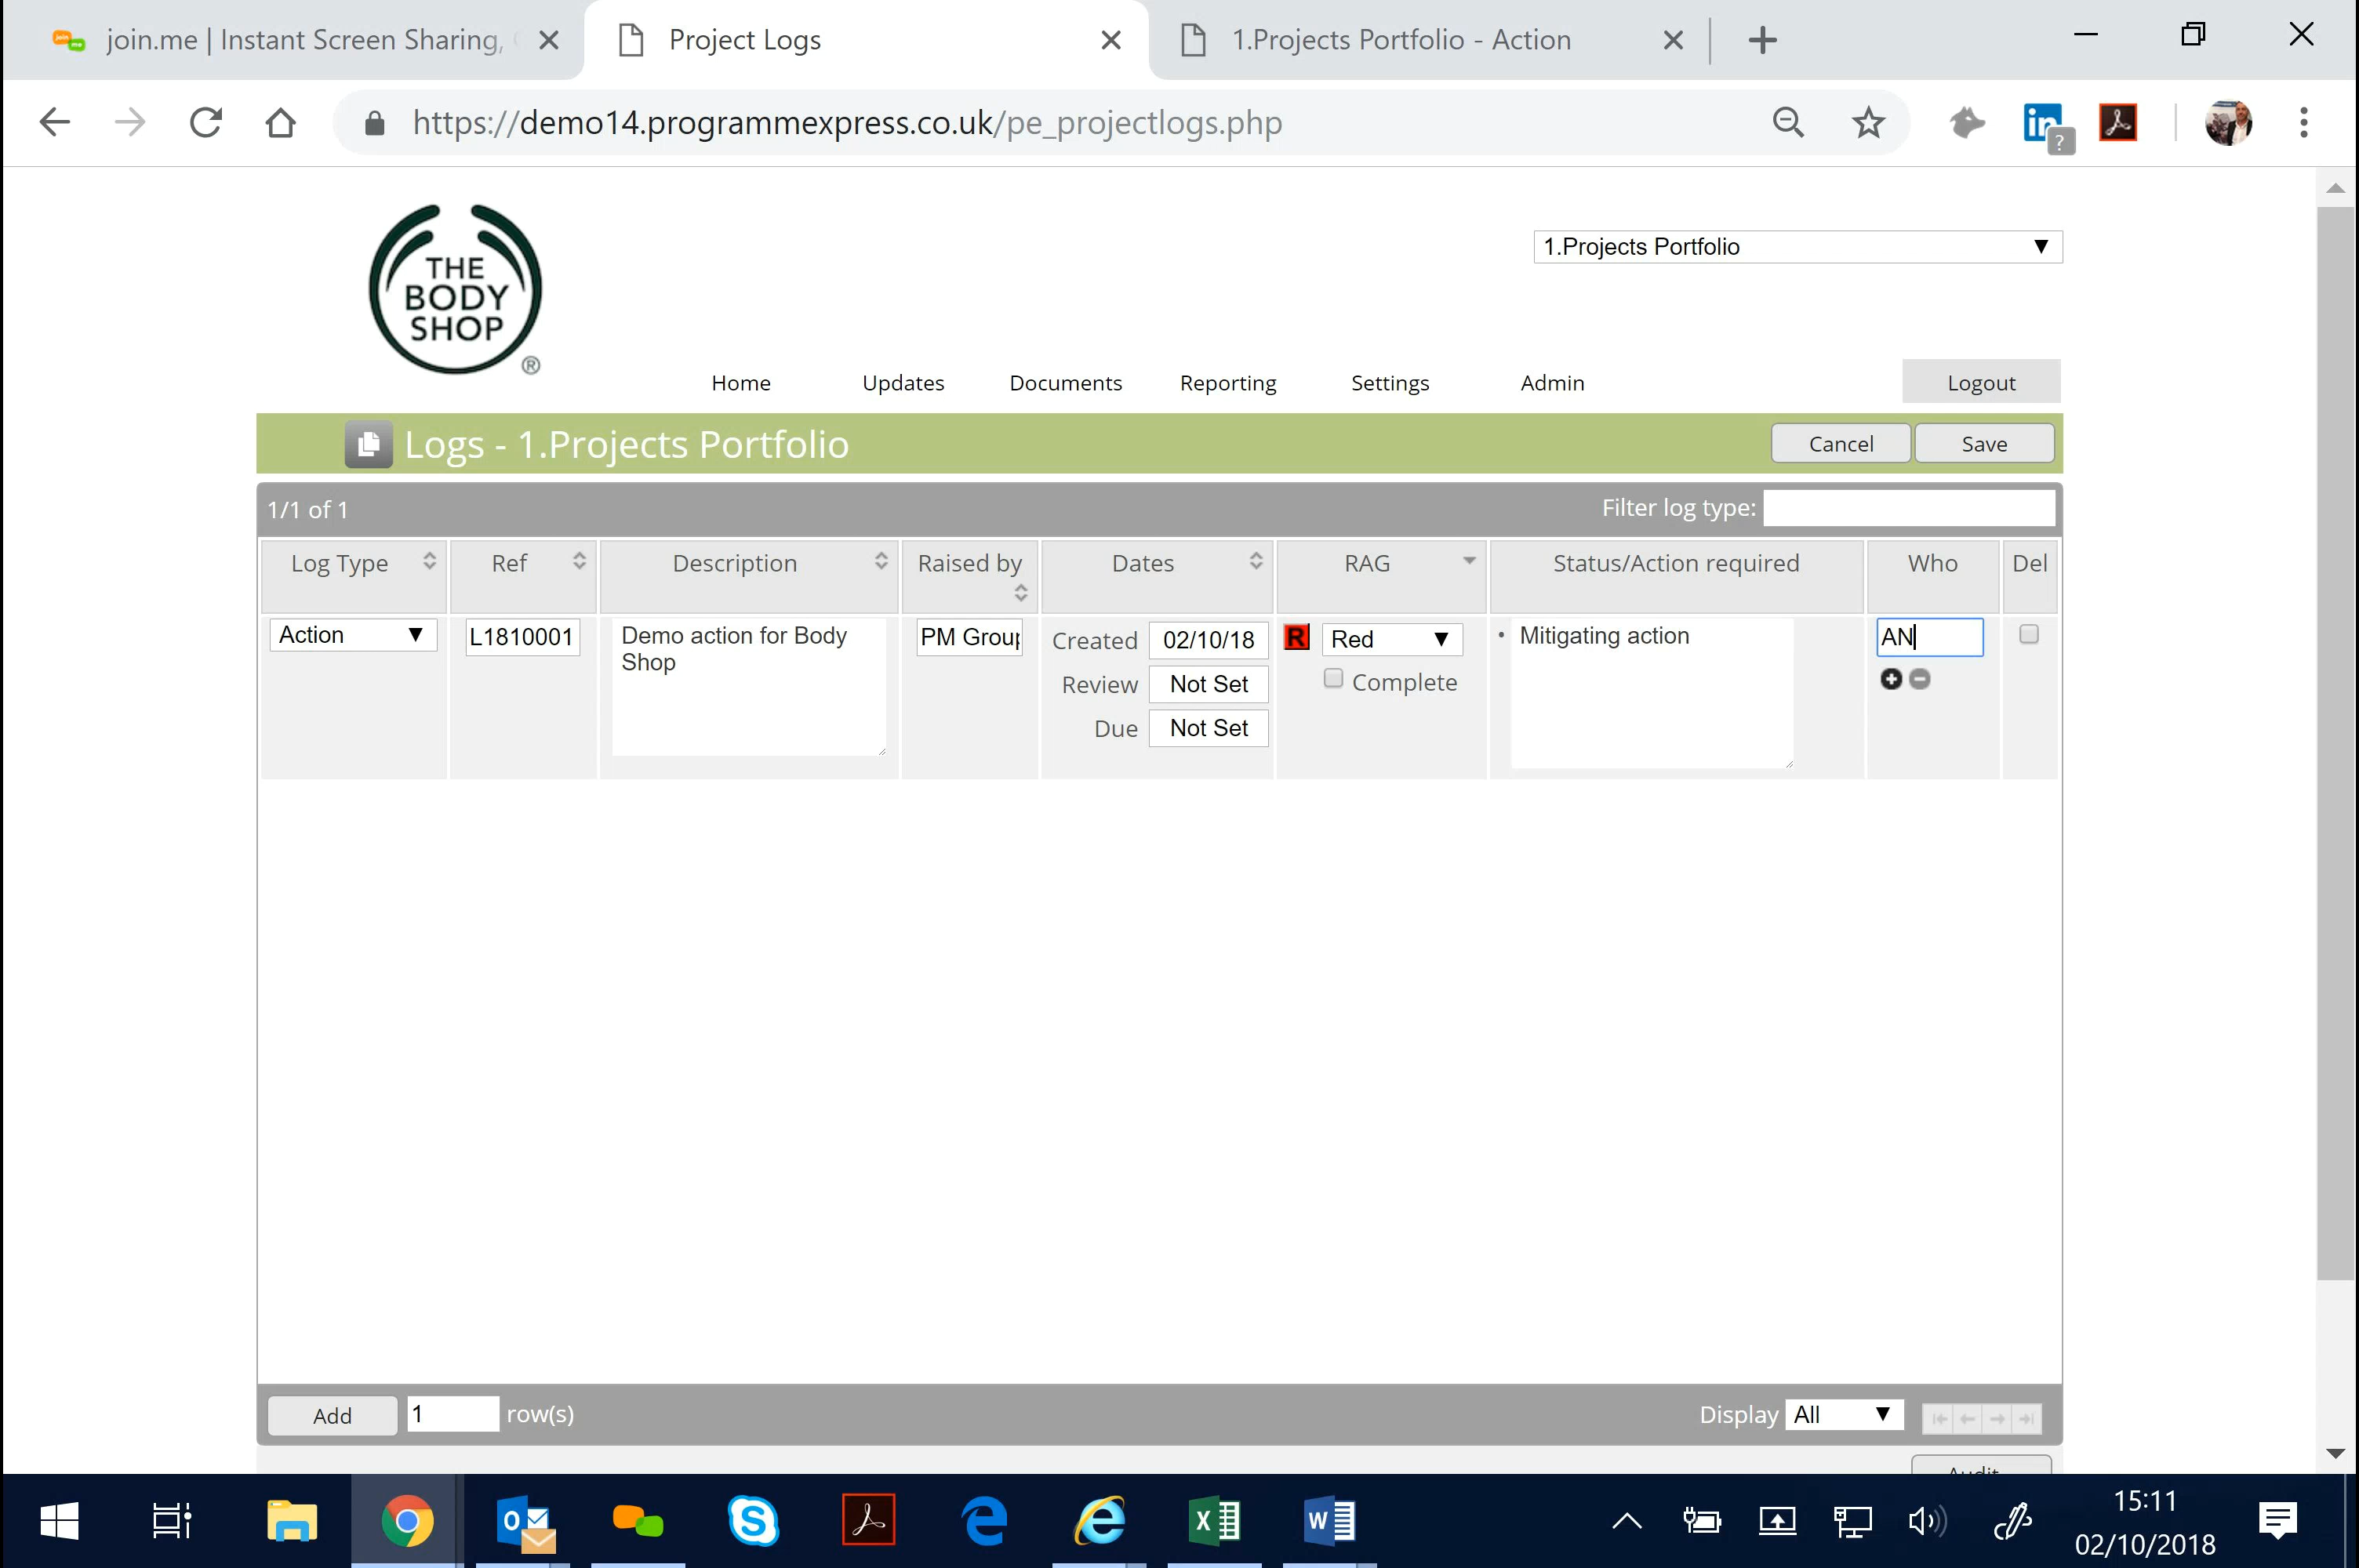 join.me | Instant Screen Sharing,
Project Logs
1.Projects Portfolio - Action
https://demo14.programmexpress.co.uk/pe_projectlogs.php
in
?
THE
BODY
SHOP
®
1.Projects Portfolio
Home Updates Documents Reporting Settings Admin Logout
Logs - 1.Projects Portfolio Cancel Save
1/1 of 1 Filter log type:
Log Type Ref Description Raised by Dates RAG Status/Action required Who Del
Action L1810001 Demo action for Body
Shop
PM Group
Created 02/10/18
Review Not Set
Due Not Set
R Red
Complete
• Mitigating action
AN
Add 1 row(s) Display All
Audit
15:11
02/10/2018